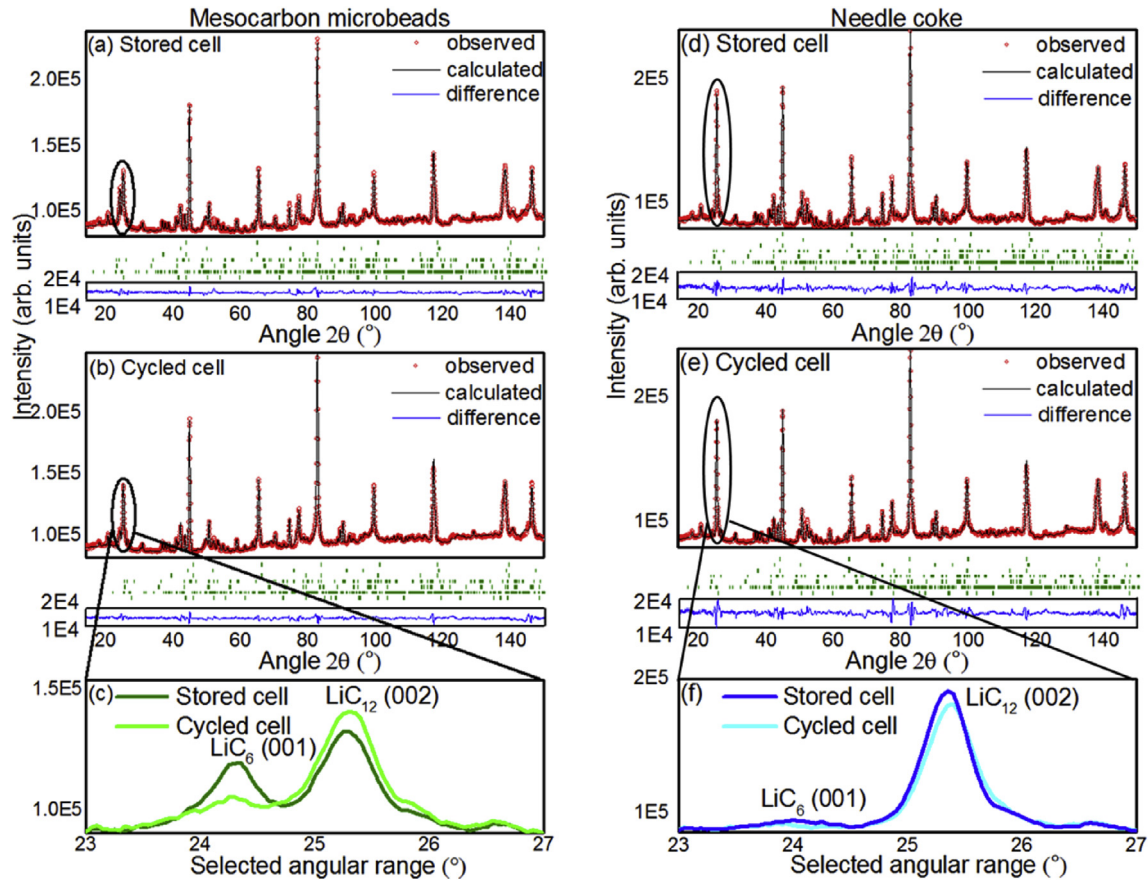 Mesocarbon microbeads
Needle coke
Intensity (arb. units)
(a) Stored cell
observed
calculated
difference
2.0E5
1.5E5
1.0E5
2E4
1E4
20 40 60 80 100 120 140
Angle 2θ (°)
(b) Cycled cell
observed
calculated
difference
2.0E5
1.5E5
1.0E5
2E4
1E4
20 40 60 80 100 120 140
Angle 2θ (°)
(c)
Stored cell
Cycled cell
LiC12 (002)
LiC6 (001)
1.5E5
1.0E5
23 24 25 26 27
Selected angular range (°)
Intensity (arb. units)
(d) Stored cell
observed
calculated
difference
2E5
1E5
2E4
1E4
20 40 60 80 100 120 140
Angle 2θ (°)
(e) Cycled cell
observed
calculated
difference
2E5
1E5
2E4
1E4
20 40 60 80 100 120 140
Angle 2θ (°)
(f)
Stored cell
Cycled cell
LiC12 (002)
LiC6 (001)
2E5
1E5
23 24 25 26 27
Selected angular range (°)